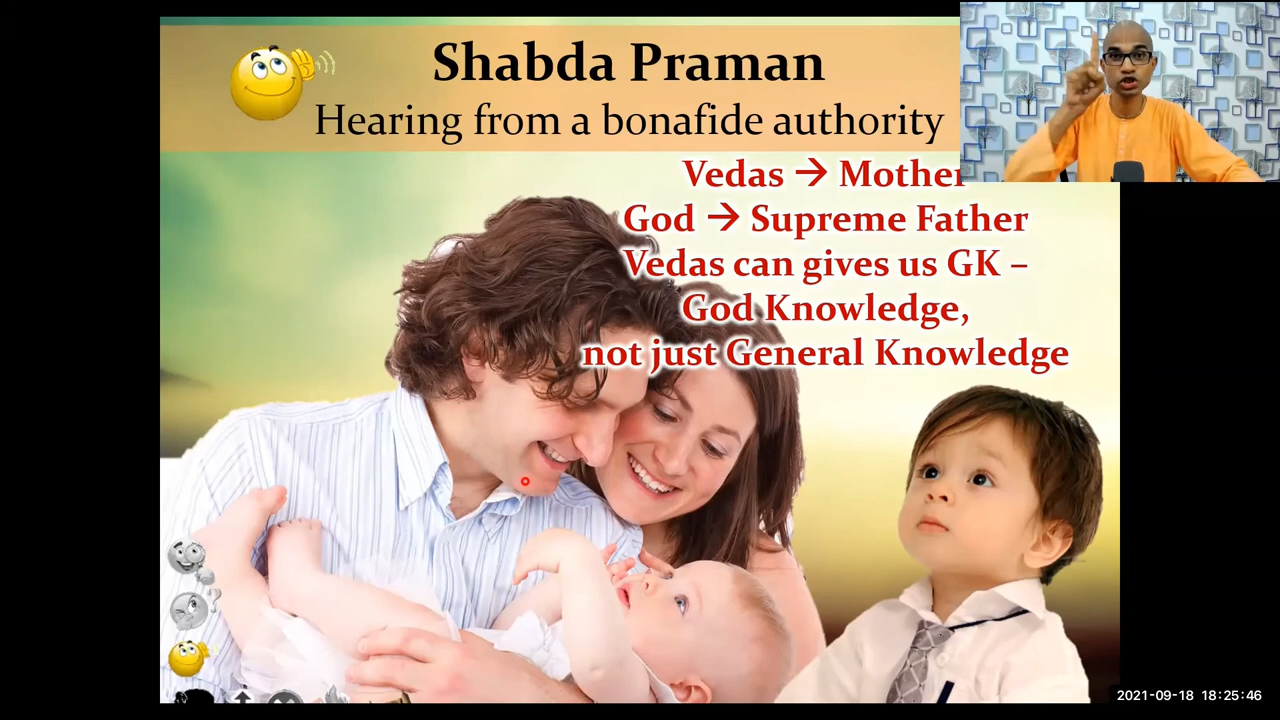 Shabda Praman
Hearing from a bonafide authority
Vedas → Mother
God → Supreme Father
Vedas can gives us GK –
God Knowledge,
not just General Knowledge
2021-09-18 18:25:46